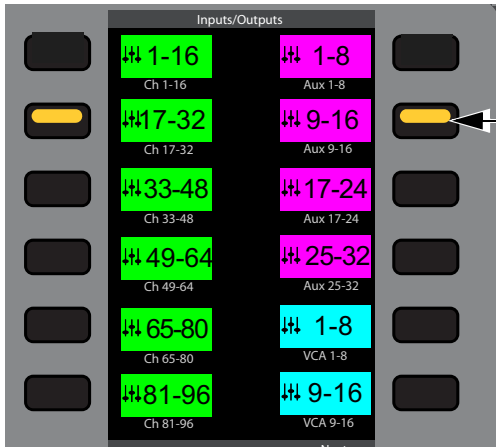 Inputs/Outputs
1-16
1-8
Ch 1-16
Aux 1-8
17-32
9-16
Ch 17-32
Aux 9-16
33-48
17-24
Ch 33-48
Aux 17-24
49-64
25-32
Ch 49-64
Aux 25-32
65-80
1-8
Ch 65-80
VCA 1-8
81-96
9-16
Ch 81-96
VCA 9-16